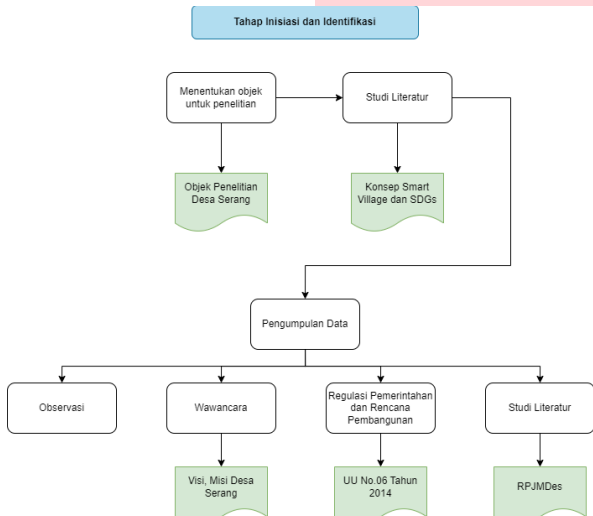 Tahap Inisiasi dan Identifikasi
Menentukan objek
untuk penelitian
Studi Literatur
Objek Penelitian
Desa Serang
Konsep Smart
Village dan SDGs
Pengumpulan Data
Observasi
Wawancara
Regulasi Pemerintahan
dan Rencana
Pembangunan
Studi Literatur
Visi, Misi Desa
Serang
UU No.06 Tahun
2014
RPJMDes